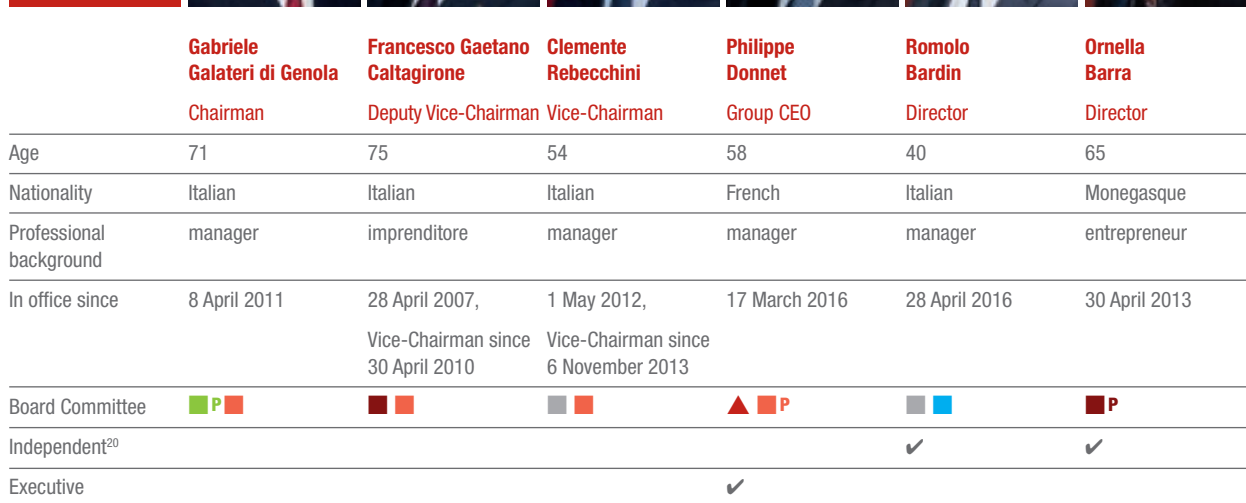 Gabriele Galateri di Genola
Chairman
Francesco Gaetano Caltagirone
Deputy Vice-Chairman
Clemente Rebecchini
Vice-Chairman
Philippe Donnet
Group CEO
Romolo Bardin
Director
Ornella Barra
Director
Age 71 75 54 58 40 65
Nationality Italian Italian Italian French Italian Monegasque
Professional background manager imprenditore manager manager manager entrepreneur
In office since 8 April 2011 28 April 2007, 1 May 2012, 17 March 2016 28 April 2016 30 April 2013
Vice-Chairman since 30 April 2010 Vice-Chairman since 6 November 2013
Board Committee P P P
Independent20 ✔ ✔
Executive ✔